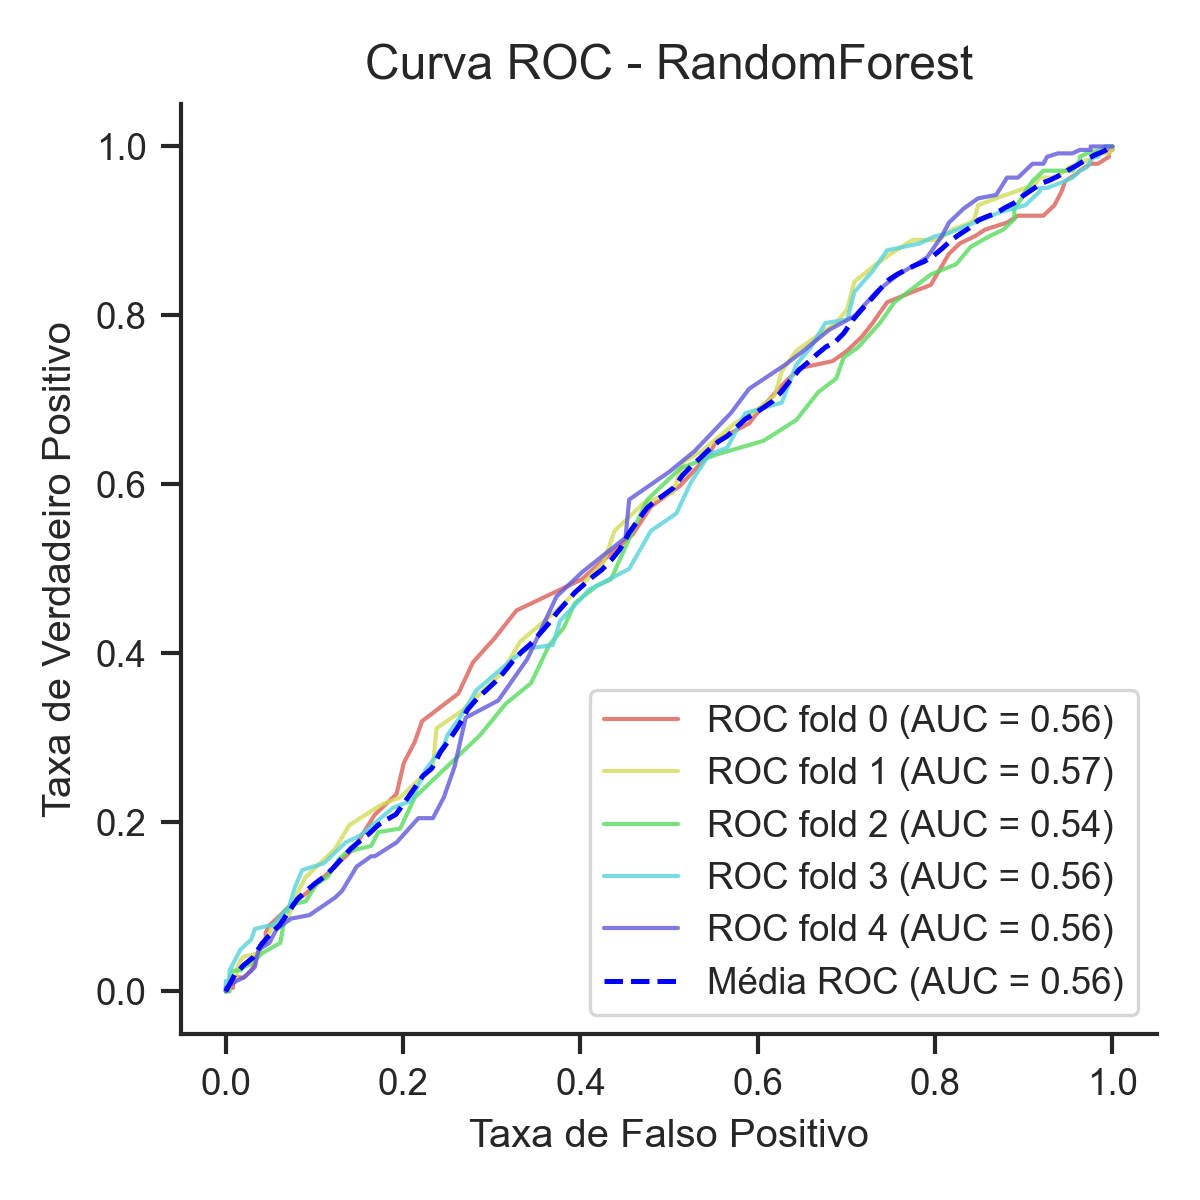 Curva ROC - RandomForest
Taxa de Verdadeiro Positivo
1.0
0.8
0.6
0.4
0.2
0.0
ROC fold 0 (AUC = 0.56)
ROC fold 1 (AUC = 0.57)
ROC fold 2 (AUC = 0.54)
ROC fold 3 (AUC = 0.56)
ROC fold 4 (AUC = 0.56)
Média ROC (AUC = 0.56)
0.0 0.2 0.4 0.6 0.8 1.0
Taxa de Falso Positivo